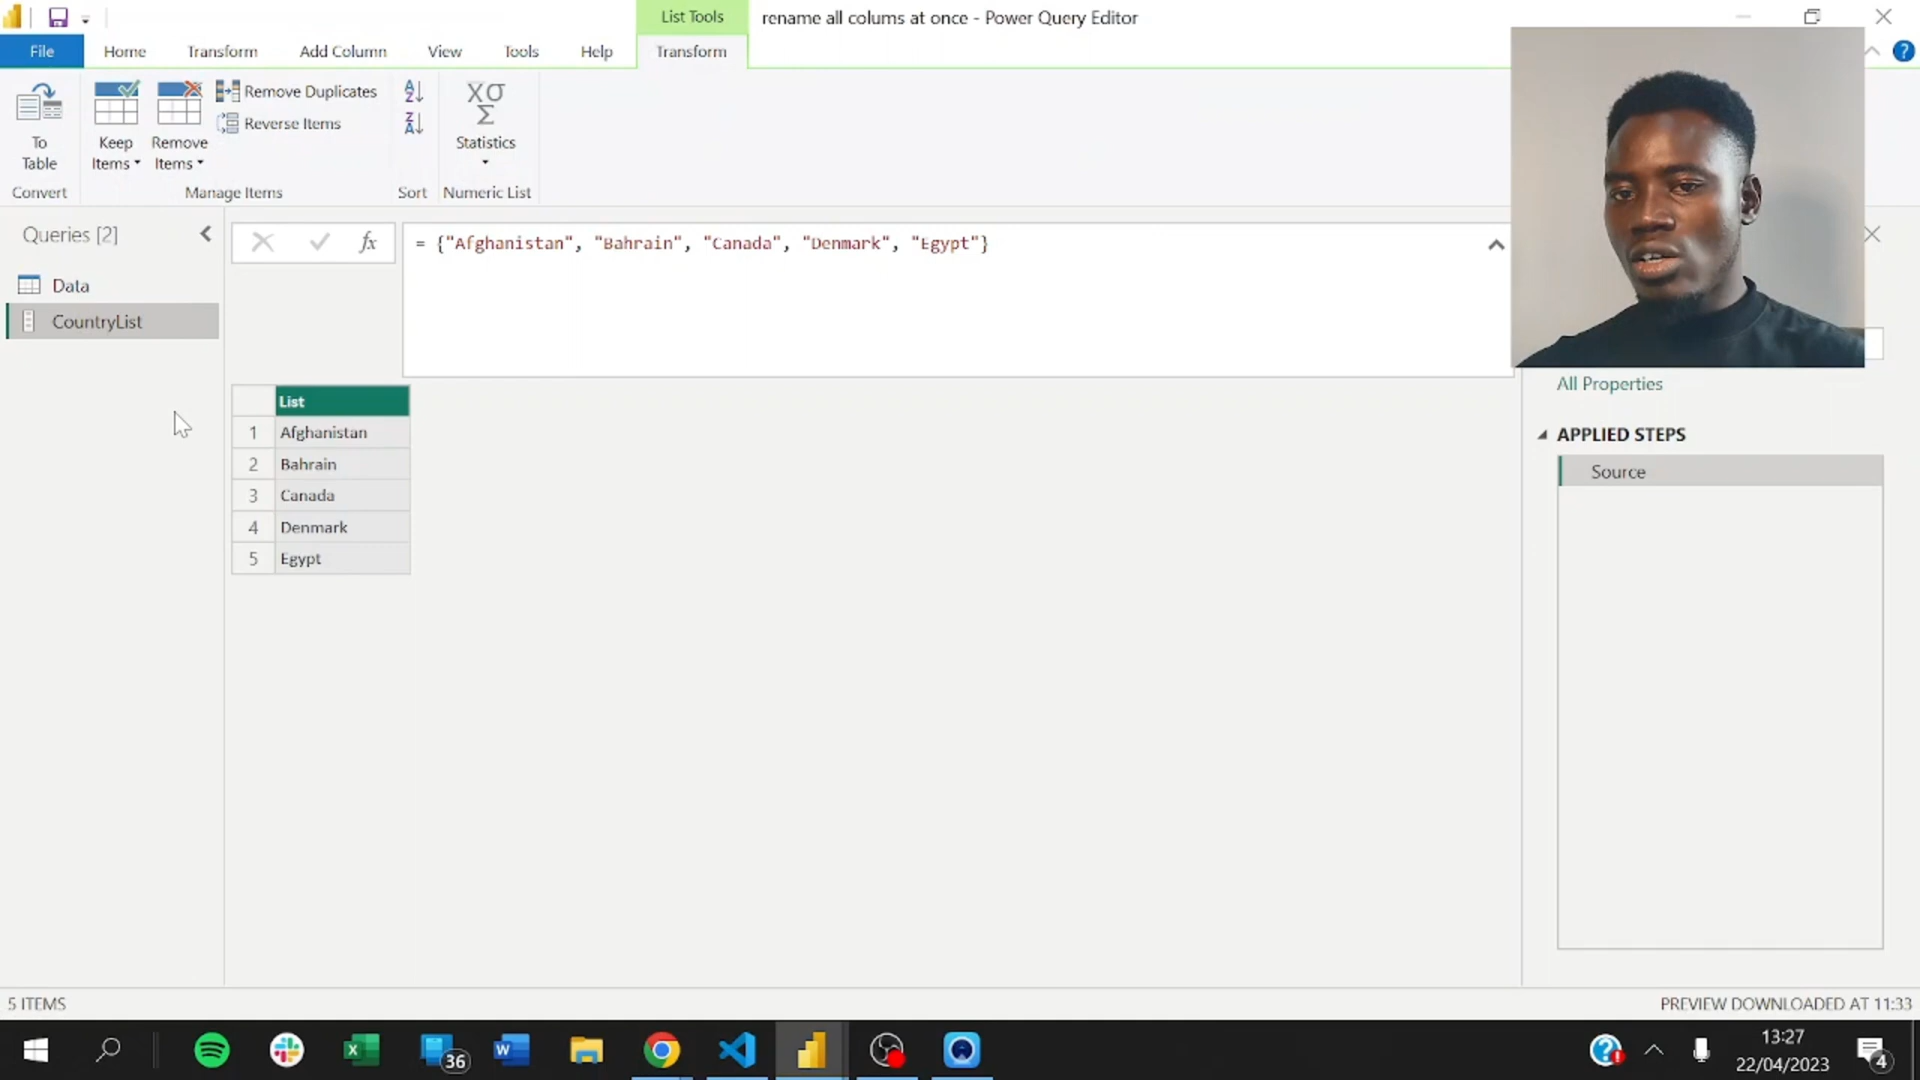 List Tools
rename all colums at once - Power Query Editor
File
Home
Transform
Add Column
View
Tools
Help
Transform
To Table
Keep Items
Remove Items
Remove Duplicates
Reverse Items
Statistics
Convert
Manage Items
Sort
Numeric List
Queries [2]
Data
CountryList
fx
= {"Afghanistan", "Bahrain", "Canada", "Denmark", "Egypt"}
List
1 Afghanistan
2 Bahrain
3 Canada
4 Denmark
5 Egypt
All Properties
APPLIED STEPS
Source
5 ITEMS
PREVIEW DOWNLOADED AT 11:33
36
13:27
22/04/2023
4